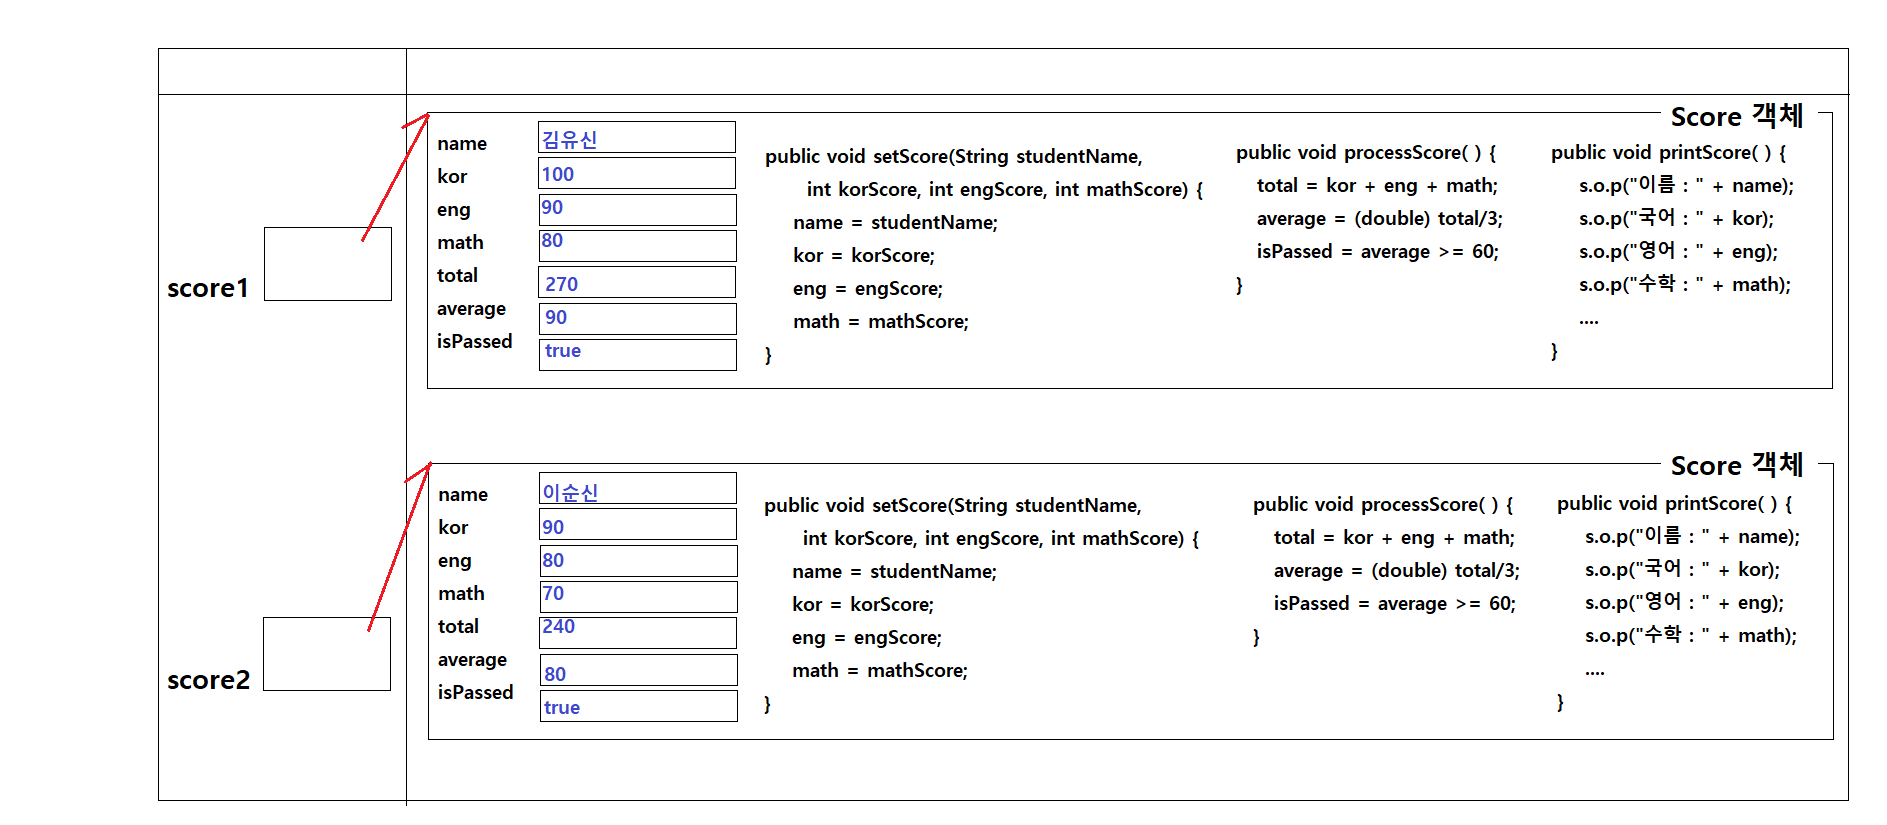 Score 객체
name 김유신
kor 100
eng 90
math 80
total 270
average 90
isPassed true
public void setScore(String studentName,
int korScore, int engScore, int mathScore) {
name = studentName;
kor = korScore;
eng = engScore;
math = mathScore;
}
public void processScore( ) {
total = kor + eng + math;
average = (double) total/3;
isPassed = average >= 60;
}
public void printScore( ) {
s.o.p("이름 : " + name);
s.o.p("국어 : " + kor);
s.o.p("영어 : " + eng);
s.o.p("수학 : " + math);
....
}
score1
Score 객체
name 이순신
kor 90
eng 80
math 70
total 240
average 80
isPassed true
public void setScore(String studentName,
int korScore, int engScore, int mathScore) {
name = studentName;
kor = korScore;
eng = engScore;
math = mathScore;
}
public void processScore( ) {
total = kor + eng + math;
average = (double) total/3;
isPassed = average >= 60;
}
public void printScore( ) {
s.o.p("이름 : " + name);
s.o.p("국어 : " + kor);
s.o.p("영어 : " + eng);
s.o.p("수학 : " + math);
....
}
score2